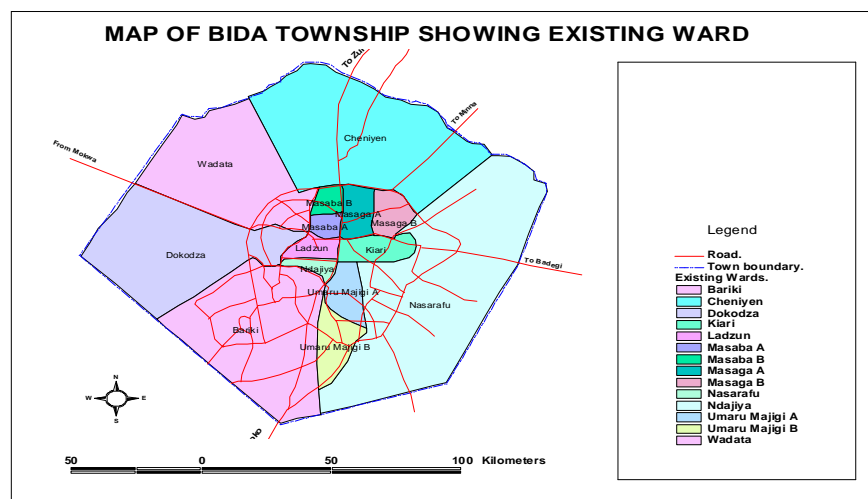 MAP OF BIDA TOWNSHIP SHOWING EXISTING WARD
To Zu
To Minna
Cheniyen
From Mokwa
Wadata
Masaba B
Masaga A
Masaga B
Masaba A
Dokodza
Ladzun
Kiari
To Badegi
Ndajiya
Umaru Majigi A
Nasarafu
Bariki
Umaru Majigi B
N
W E
S
50 0 50 100 Kilometers
Legend
Road.
Town boundary.
Existing Wards.
Bariki
Cheniyen
Dokodza
Kiari
Ladzun
Masaba A
Masaba B
Masaga A
Masaga B
Nasarafu
Ndajiya
Umaru Majigi A
Umaru Majigi B
Wadata